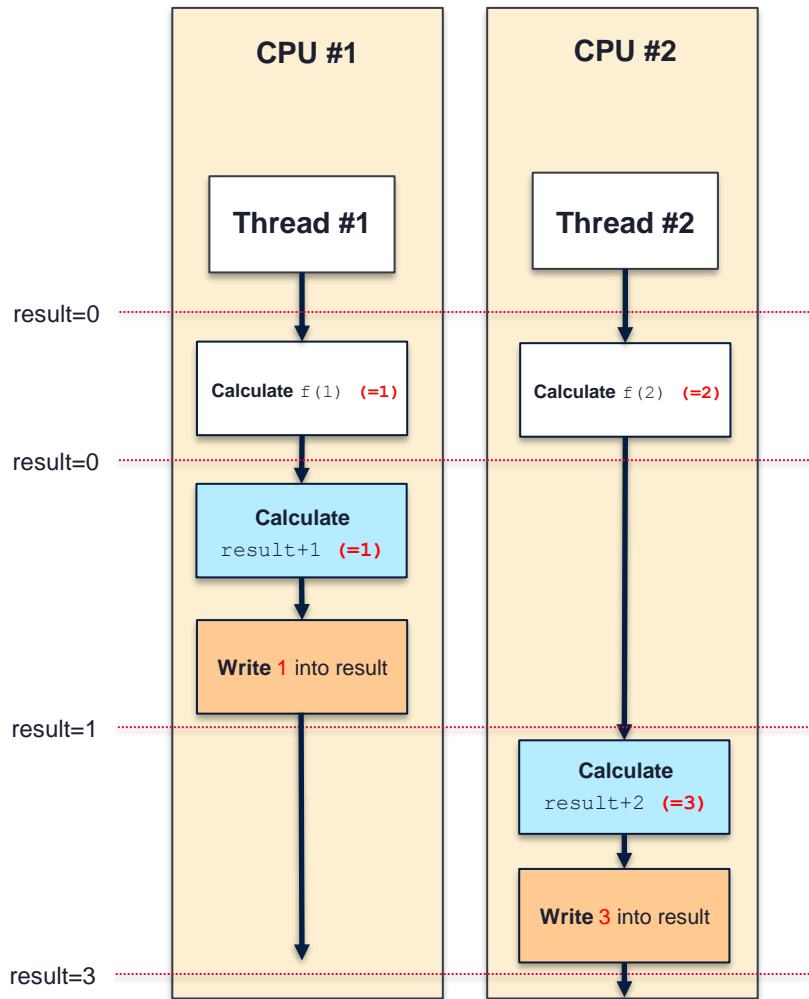 CPU #1
CPU #2
Thread #1
Thread #2
result=0
Calculate f(1) (=1)
Calculate f(2) (=2)
result=0
Calculate
result+1 (=1)
Write 1 into result
result=1
Calculate
result+2 (=3)
Write 3 into result
result=3